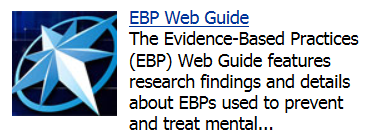 EBP Web Guide
The Evidence-Based Practices
(EBP) Web Guide features
research findings and details
about EBPs used to prevent
and treat mental...